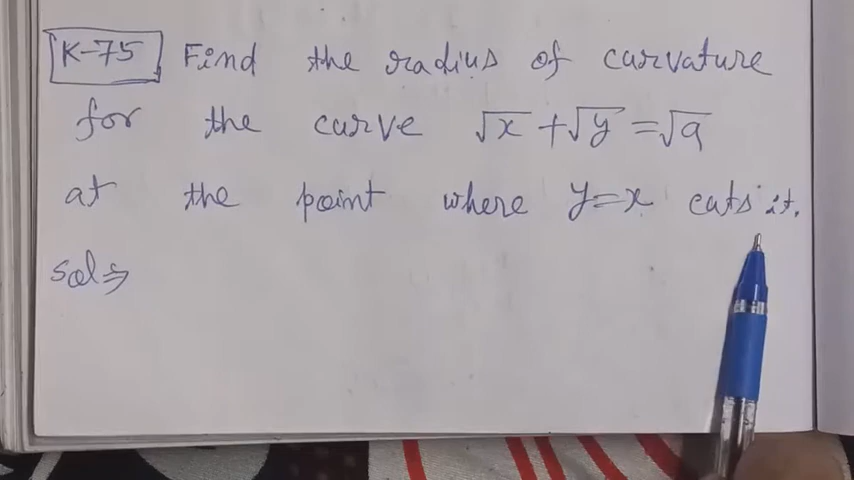 K-75 Find the radius of curvature
for the curve √x + √y = √a
at the point where y=x cuts it.
sol⇒